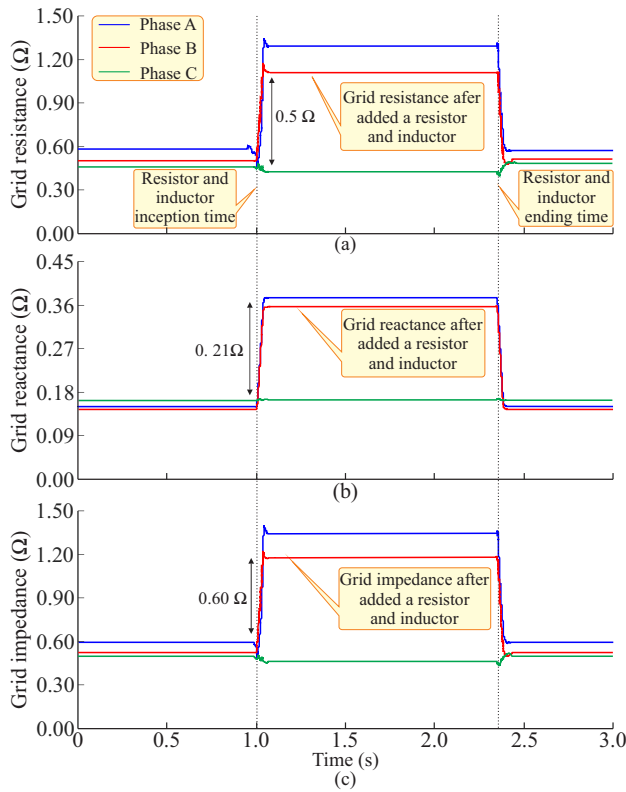 Phase A
Phase B
Phase C
Grid resistance (Ω)
1.50
1.20
0.90
0.60
0.30
0.00
0.5 Ω
Grid resistance afer
added a resistor
and inductor
Resistor and
inductor
inception time
Resistor and
inductor
ending time
(a)
Grid reactance (Ω)
0.45
0.36
0.27
0.18
0.09
0.00
0. 21Ω
Grid reactance after
added a resistor
and inductor
(b)
Grid impedance (Ω)
1.50
1.20
0.90
0.60
0.30
0.00
0.60 Ω
Grid impedance after
added a resistor
and inductor
0 0.5 1.0 1.5 2.0 2.5 3.0
Time (s)
(c)